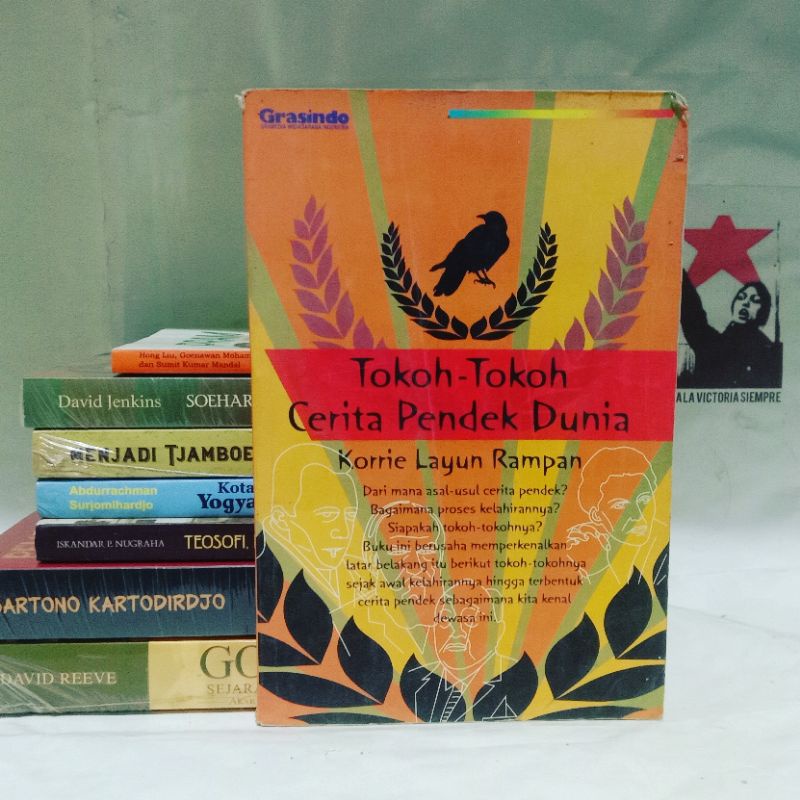 Grasindo
Tokoh-Tokoh
Cerita Pendek Dunia
Korrie Layun Rampan
Dari mana asal-usul cerita pendek?
Bagaimana proses kelahirannya?
Siapakah tokoh-tokohnya?
Buku ini berusaha memperkenalkan
latar belakang itu berikut tokoh-tokohnya
sejak awal kelahirannya hingga terbentuk
cerita pendek sebagaimana kita kenal
dewasa ini.
Hong Liu, Goenawan Moham
dan Sumit Kumar Mandal
David Jenkins SOEHAR
MENJADI TJAMBOE
Abdurrachman
Surjomihardjo
Kota
Yogya
ISKANDAR P. NUGRAHA TEOSOFI,
ARTONO KARTODIRDJO
DAVID REEVE
GO
SEJARA
A LA VICTORIA SIEMPRE